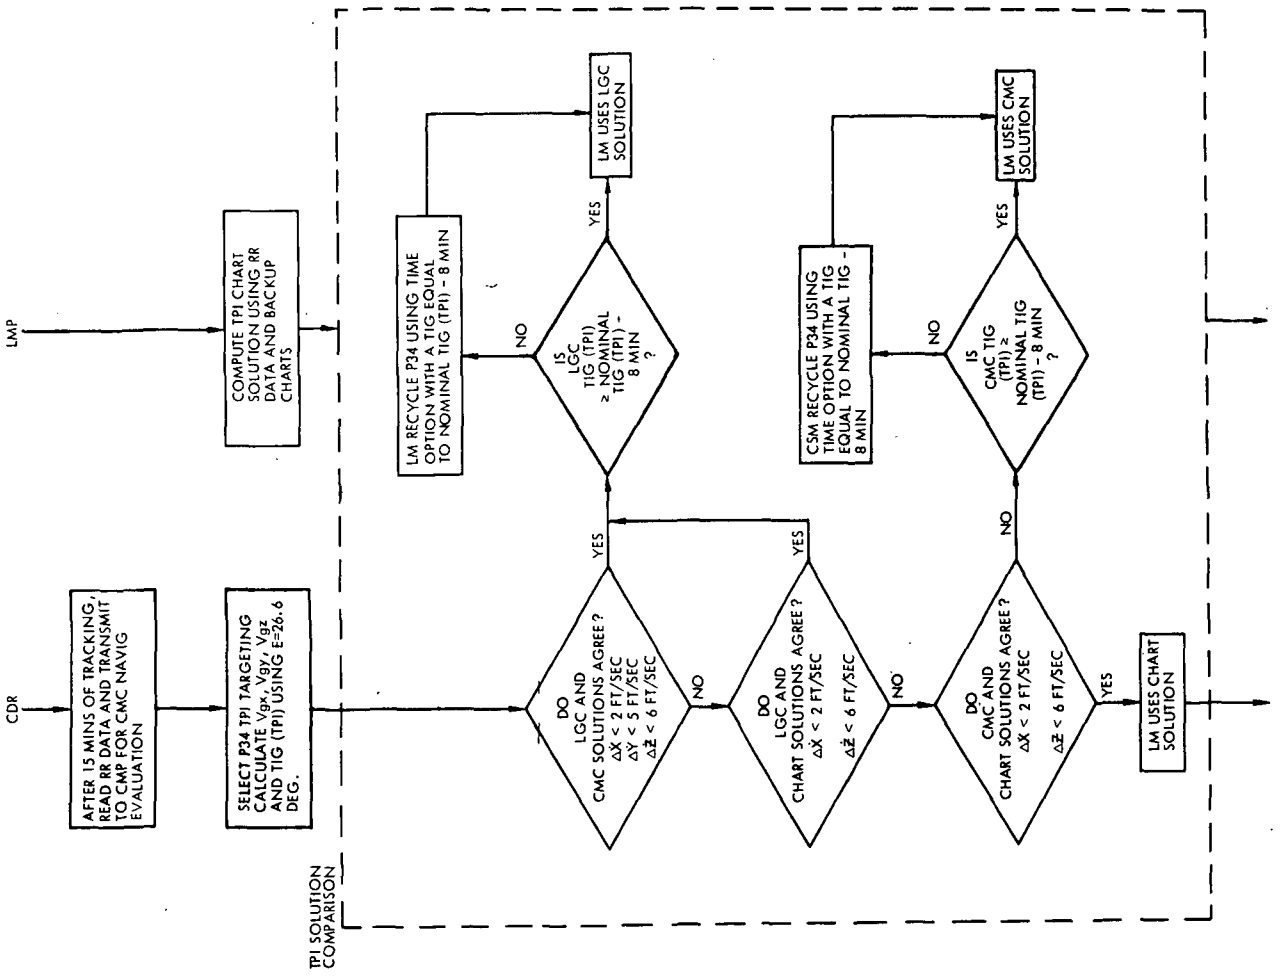 CDR
AFTER 15 MINS OF TRACKING,
READ RR DATA AND TRANSMIT
TO CMP FOR CMC NAVIG
EVALUATION
SELECT P34 TPI TARGETING
CALCULATE Vgx, Vgy, Vgz
AND TIG (TPI) USING E=26.6
DEG.
LMP
COMPUTE TPI CHART
SOLUTION USING RR
DATA AND BACKUP
CHARTS
TPI SOLUTION
COMPARISON
DO
LGC AND
CMC SOLUTIONS AGREE?
ΔẊ < 2 FT/SEC
ΔẎ < 5 FT/SEC
ΔŻ < 6 FT/SEC
YES
NO
DO
LGC AND
CHART SOLUTIONS AGREE?
ΔẊ < 2 FT/SEC
ΔŻ < 6 FT/SEC
YES
NO
DO
CMC AND
CHART SOLUTIONS AGREE?
ΔẊ < 2 FT/SEC
ΔŻ < 6 FT/SEC
NO
YES
LM USES CHART
SOLUTION
LM RECYCLE P34 USING TIME
OPTION WITH A TIG EQUAL
TO NOMINAL TIG (TPI) - 8 MIN
NO
IS
LGC
TIG (TPI)
≥ NOMINAL
TIG (TPI) -
8 MIN
?
YES
LM USES LGC
SOLUTION
CSM RECYCLE P34 USING
TIME OPTION WITH A TIG
EQUAL TO NOMINAL TIG -
8 MIN
NO
IS
CMC TIG
(TPI) ≥
NOMINAL TIG
(TPI) - 8 MIN
?
YES
LM USES CMC
SOLUTION